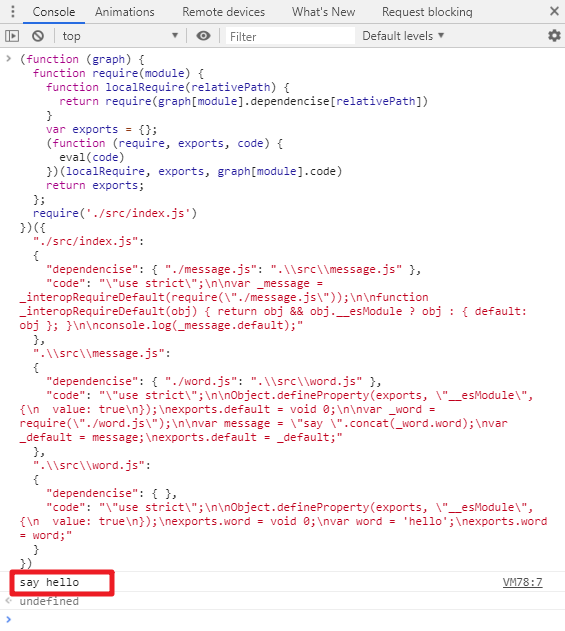 Console Animations Remote devices What's New Request blocking
top Filter Default levels
(function (graph) {
function require(module) {
function localRequire(relativePath) {
return require(graph[module].dependencise[relativePath])
}
var exports = {};
(function (require, exports, code) {
eval(code)
})(localRequire, exports, graph[module].code)
return exports;
};
require('./src/index.js')
})({
"./src/index.js":
{
"dependencise": { "./message.js": ".\\src\\message.js" },
"code": "\"use strict\";\n\nvar _message =
_interopRequireDefault(require(\"./message.js\"));\n\nfunction
_interopRequireDefault(obj) { return obj && obj.__esModule ? obj : { default:
obj }; }\n\nconsole.log(_message.default);"
},
".\\src\\message.js":
{
"dependencise": { "./word.js": ".\\src\\word.js" },
"code": "\"use strict\";\n\nObject.defineProperty(exports, \"__esModule\",
{\n  value: true\n});\nexports.default = void 0;\n\nvar _word =
require(\"./word.js\");\n\nvar message = \"say \".concat(_word.word);\nvar
_default = message;\nexports.default = _default;"
},
".\\src\\word.js":
{
"dependencise": { },
"code": "\"use strict\";\n\nObject.defineProperty(exports, \"__esModule\",
{\n  value: true\n});\nexports.word = void 0;\nvar word = 'hello';\nexports.word
= word;"
}
})
say hello VM78:7
undefined